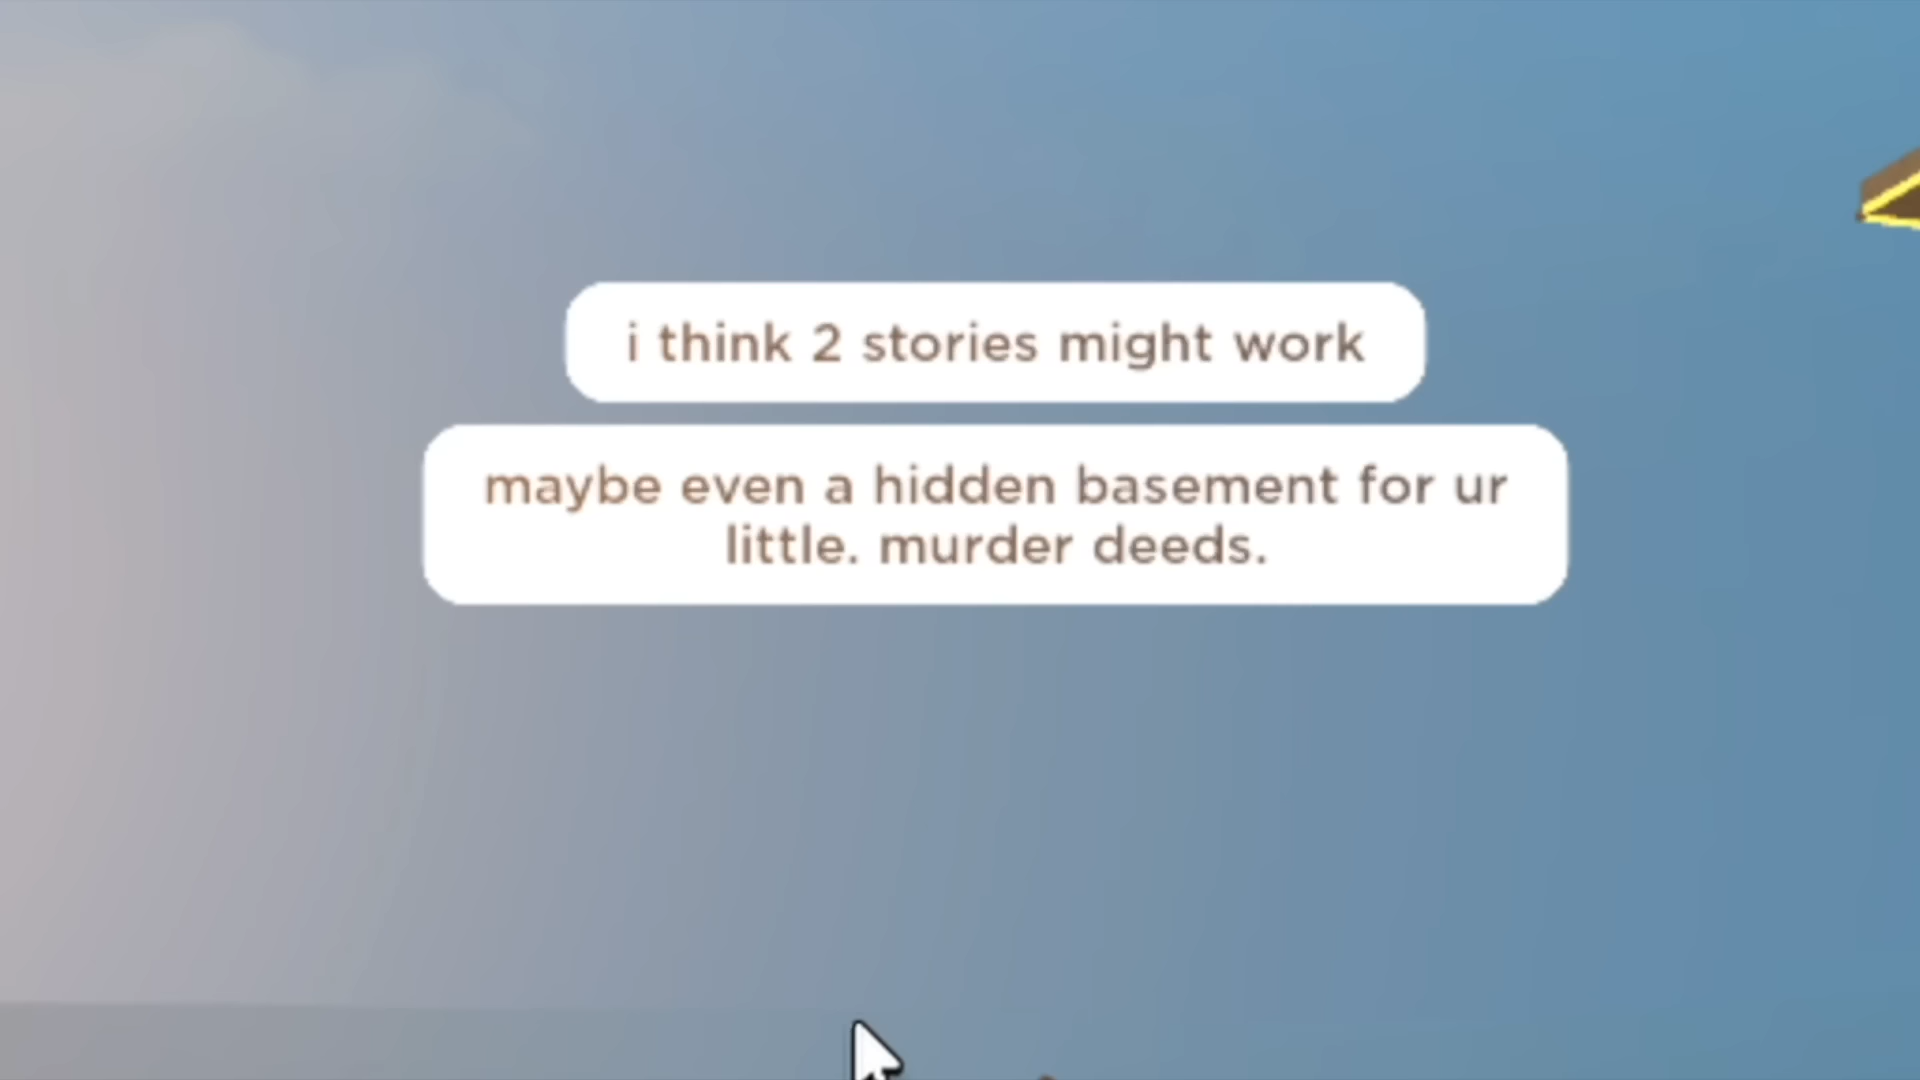 i think 2 stories might work
maybe even a hidden basement for ur
little. murder deeds.